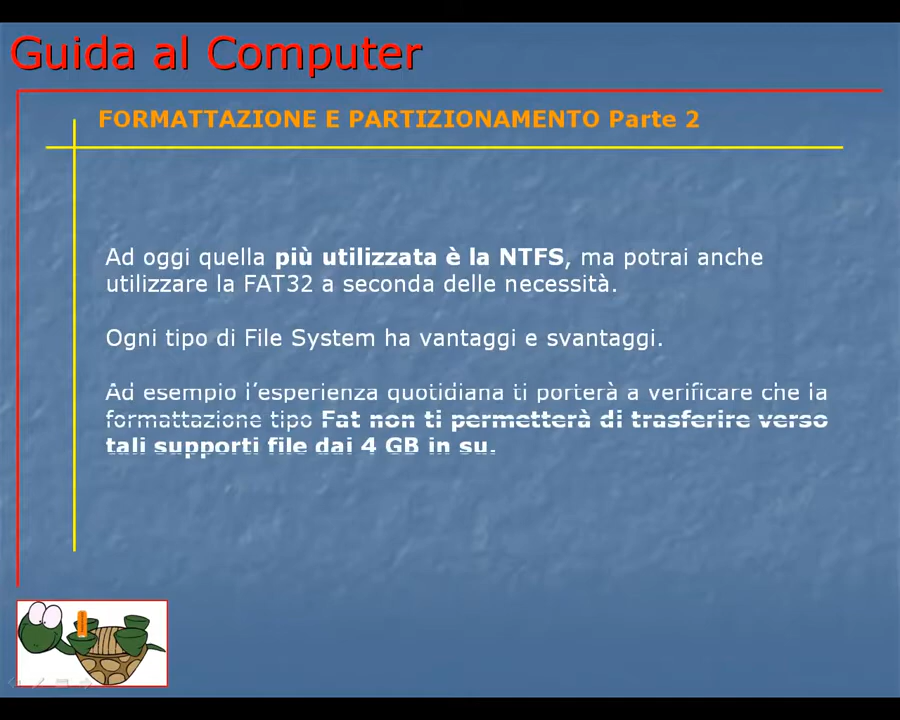 Guida al Computer
FORMATTAZIONE E PARTIZIONAMENTO Parte 2
Ad oggi quella più utilizzata è la NTFS, ma potrai anche
utilizzare la FAT32 a seconda delle necessità.
Ogni tipo di File System ha vantaggi e svantaggi.
Ad esempio l'esperienza quotidiana ti porterà a verificare che la
formattazione tipo Fat non ti permetterà di trasferire verso
tali supporti file dai 4 GB in su.